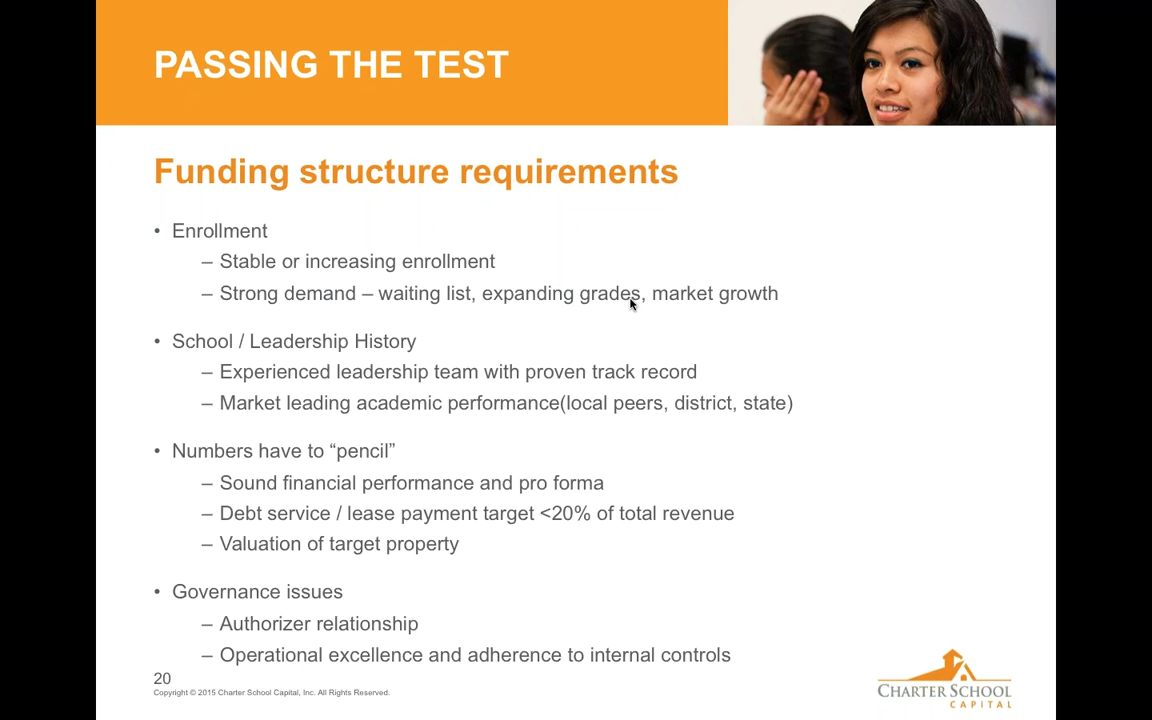 PASSING THE TEST
Funding structure requirements
• Enrollment
– Stable or increasing enrollment
– Strong demand – waiting list, expanding grades, market growth
• School / Leadership History
– Experienced leadership team with proven track record
– Market leading academic performance(local peers, district, state)
• Numbers have to “pencil”
– Sound financial performance and pro forma
– Debt service / lease payment target <20% of total revenue
– Valuation of target property
• Governance issues
– Authorizer relationship
– Operational excellence and adherence to internal controls
20
Copyright © 2015 Charter School Capital, Inc. All Rights Reserved.
CHARTER SCHOOL
CAPITAL